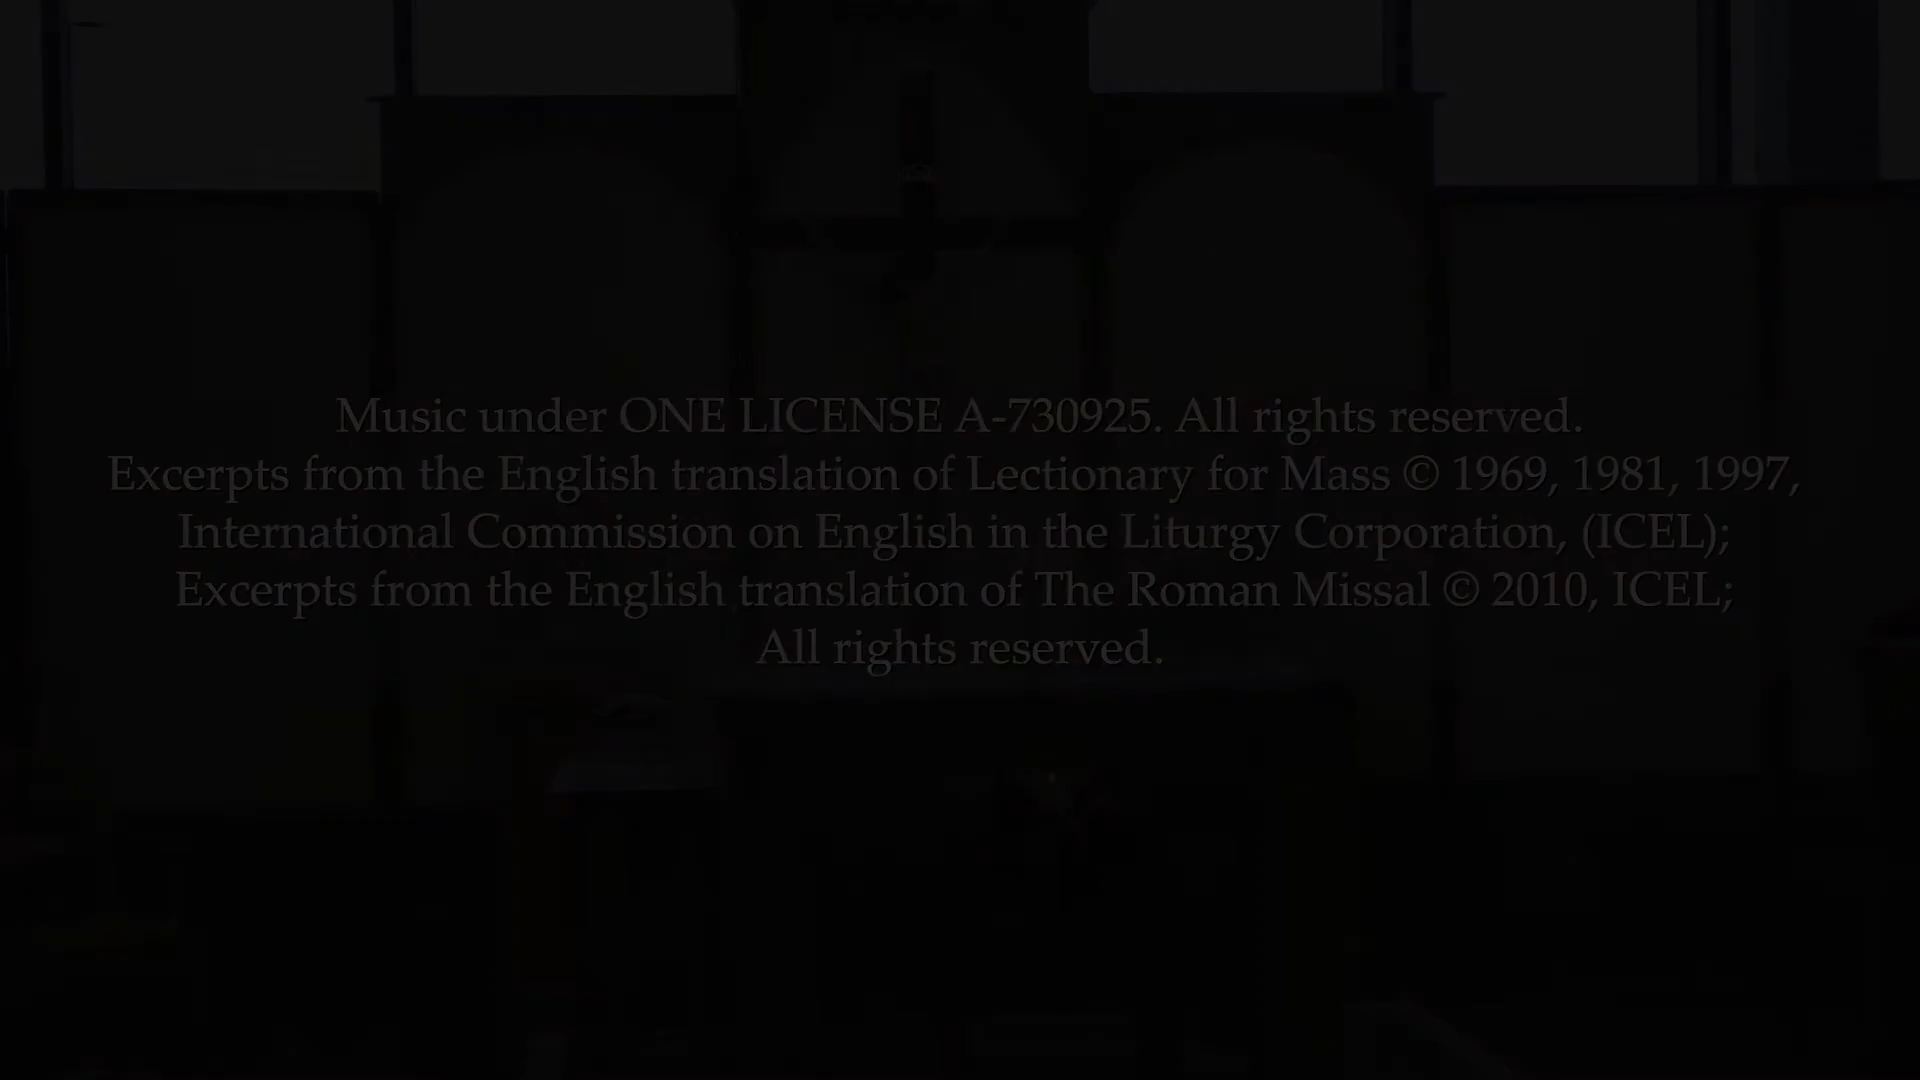 Music under ONE LICENSE A-730925. All rights reserved.
Excerpts from the English translation of Lectionary for Mass © 1969, 1981, 1997,
International Commission on English in the Liturgy Corporation, (ICEL);
Excerpts from the English translation of The Roman Missal © 2010, ICEL;
All rights reserved.